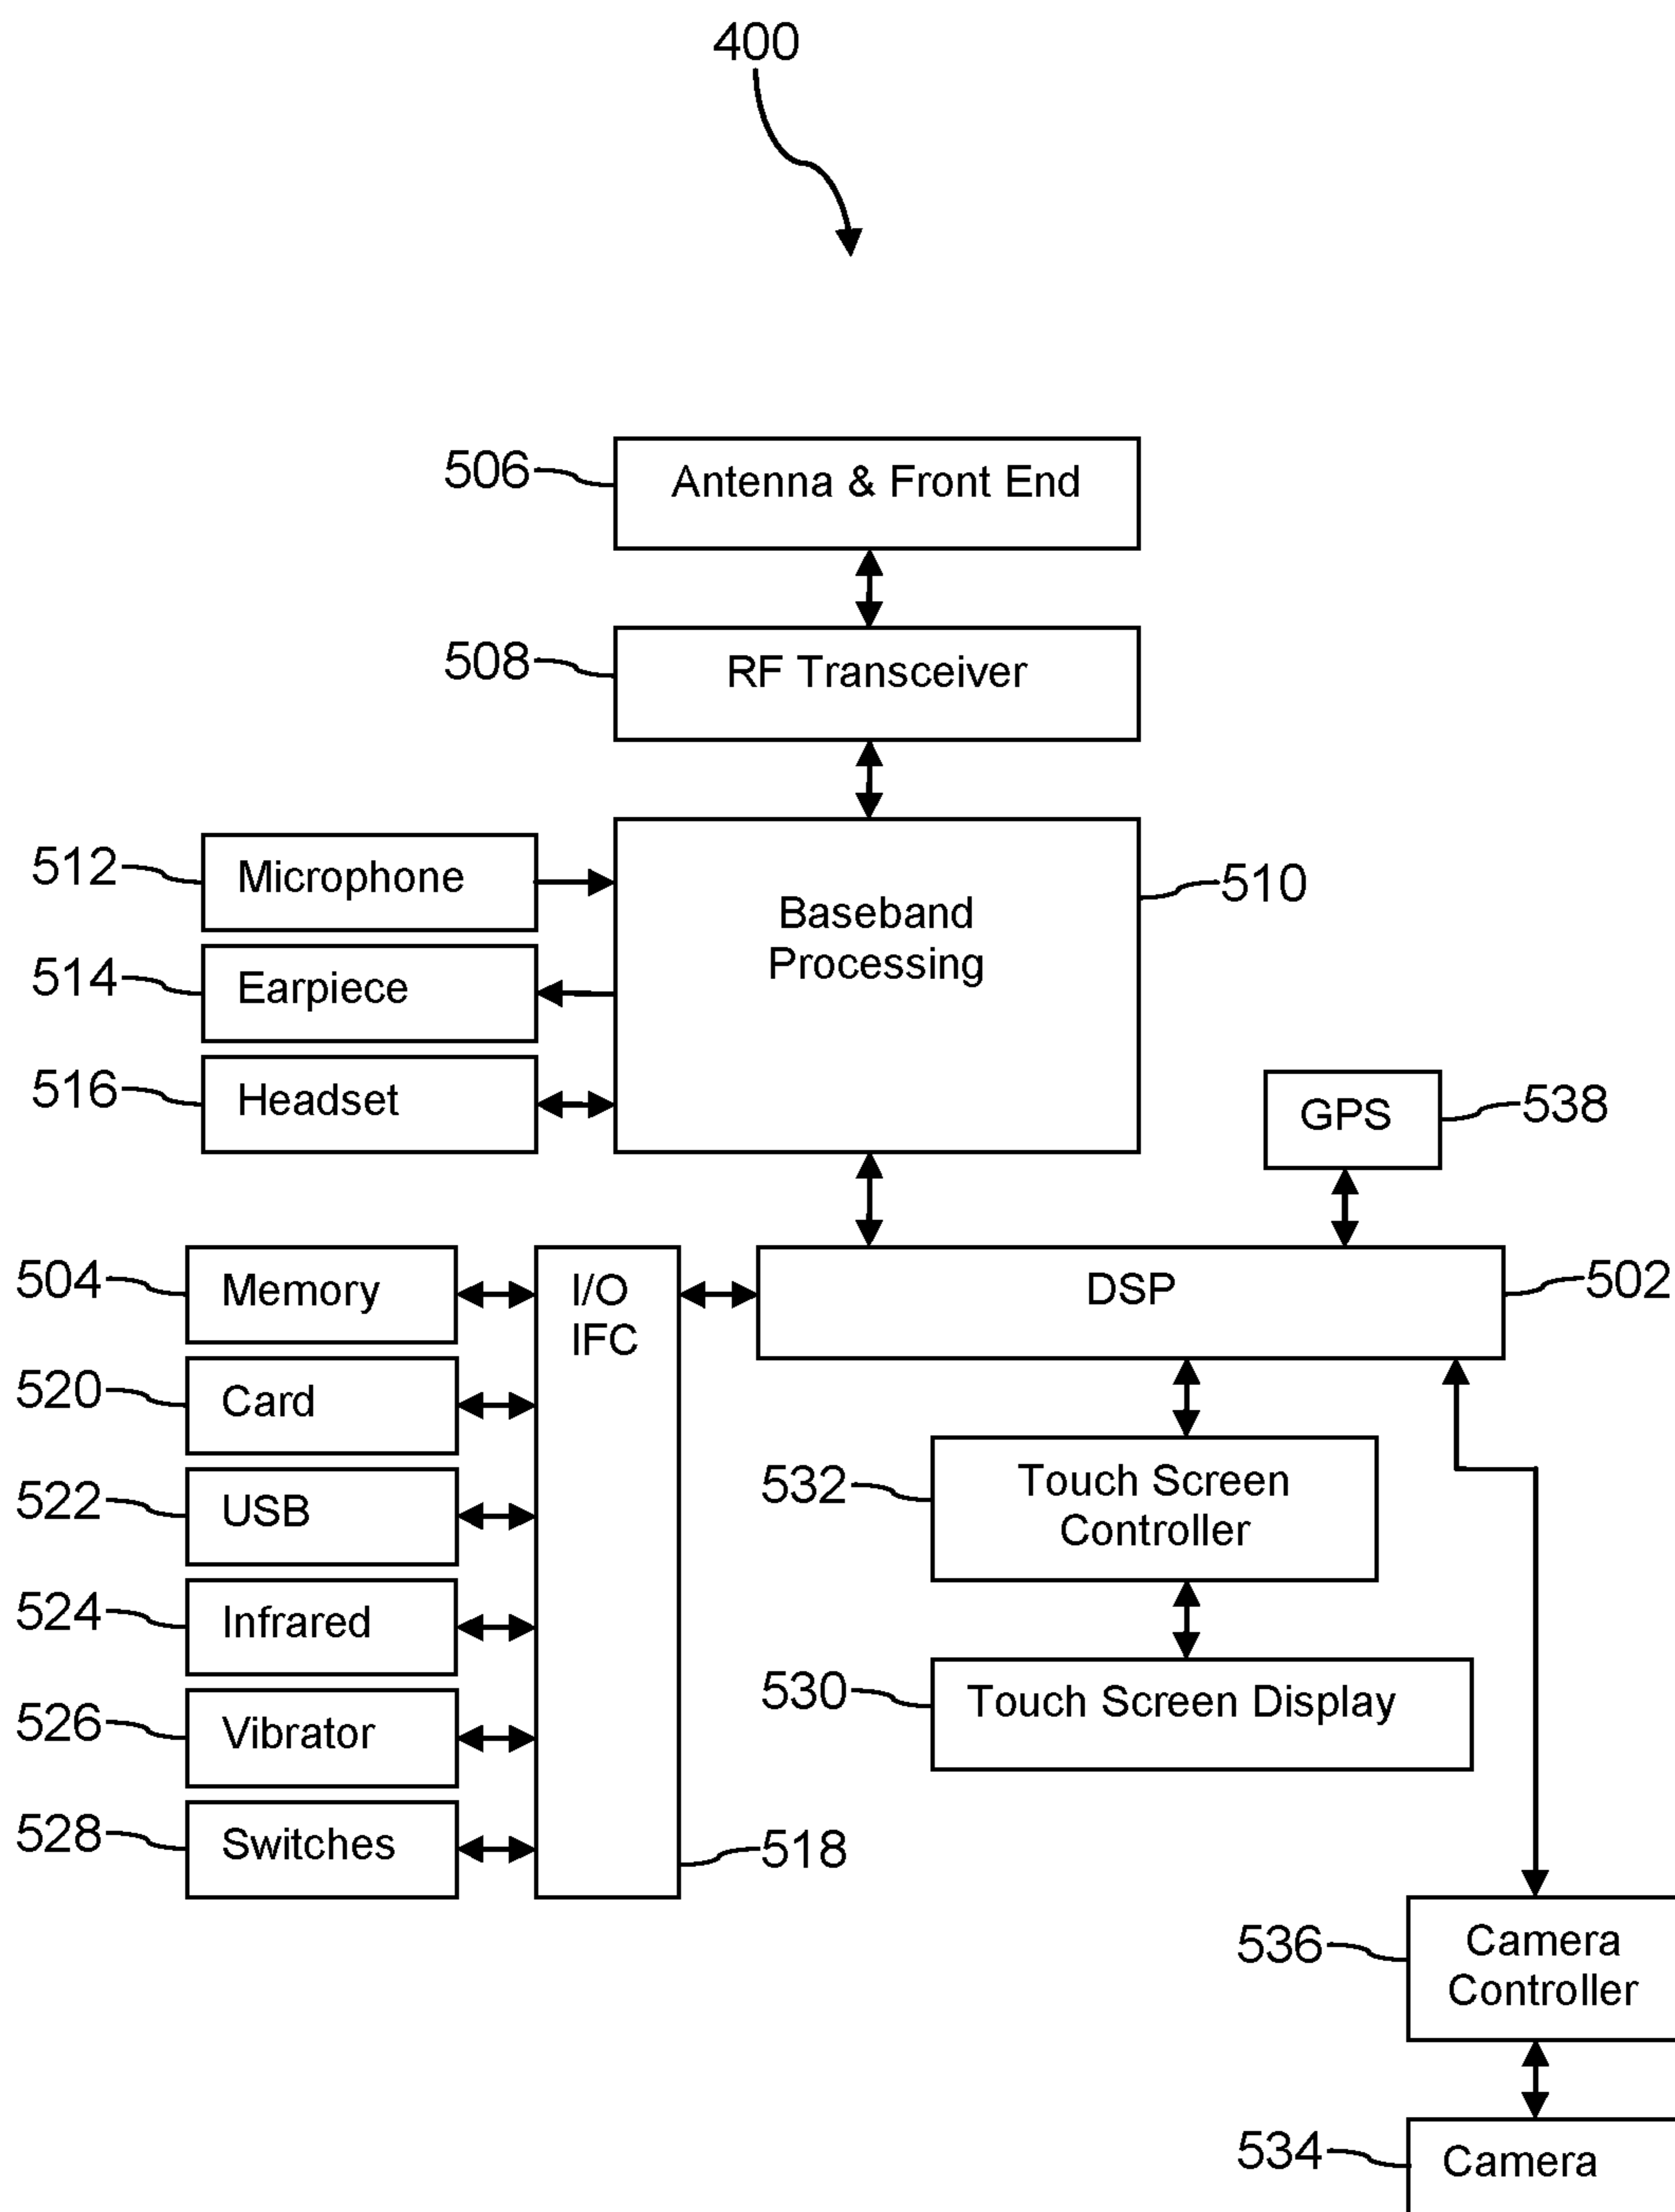 400
506
Antenna & Front End
508
RF Transceiver
512
Microphone
Baseband
Processing
510
514
Earpiece
516
Headset
GPS
538
504
Memory
I/O
IFC
DSP
502
520
Card
522
USB
532
Touch Screen
Controller
524
Infrared
530
Touch Screen Display
526
Vibrator
528
Switches
518
536
Camera
Controller
534
Camera